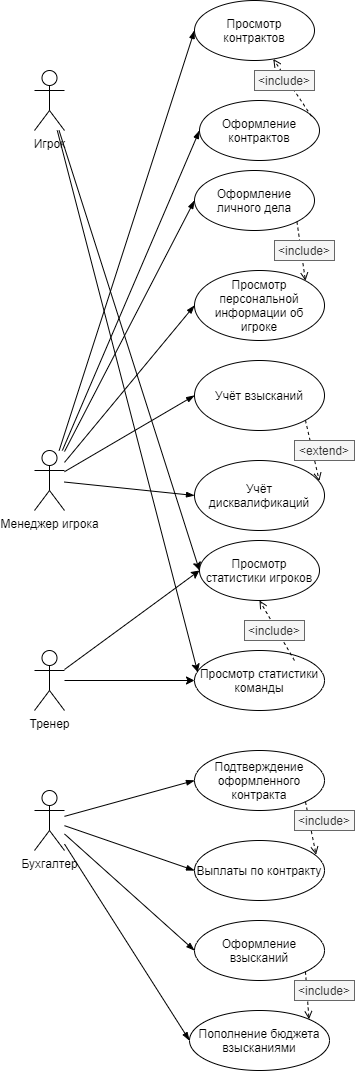 Просмотр
контрактов
<include>
Игрок
Оформление
контрактов
Оформление
личного дела
<include>
Просмотр
персональной
информации об
игроке
Учёт взысканий
<extend>
Менеджер игрока
Учёт
дисквалификаций
Просмотр
статистики игроков
<include>
Просмотр статистики
команды
Тренер
Подтверждение
оформленного
контракта
<include>
Бухгалтер
Выплаты по контракту
Оформление
взысканий
<include>
Пополнение бюджета
взысканиями